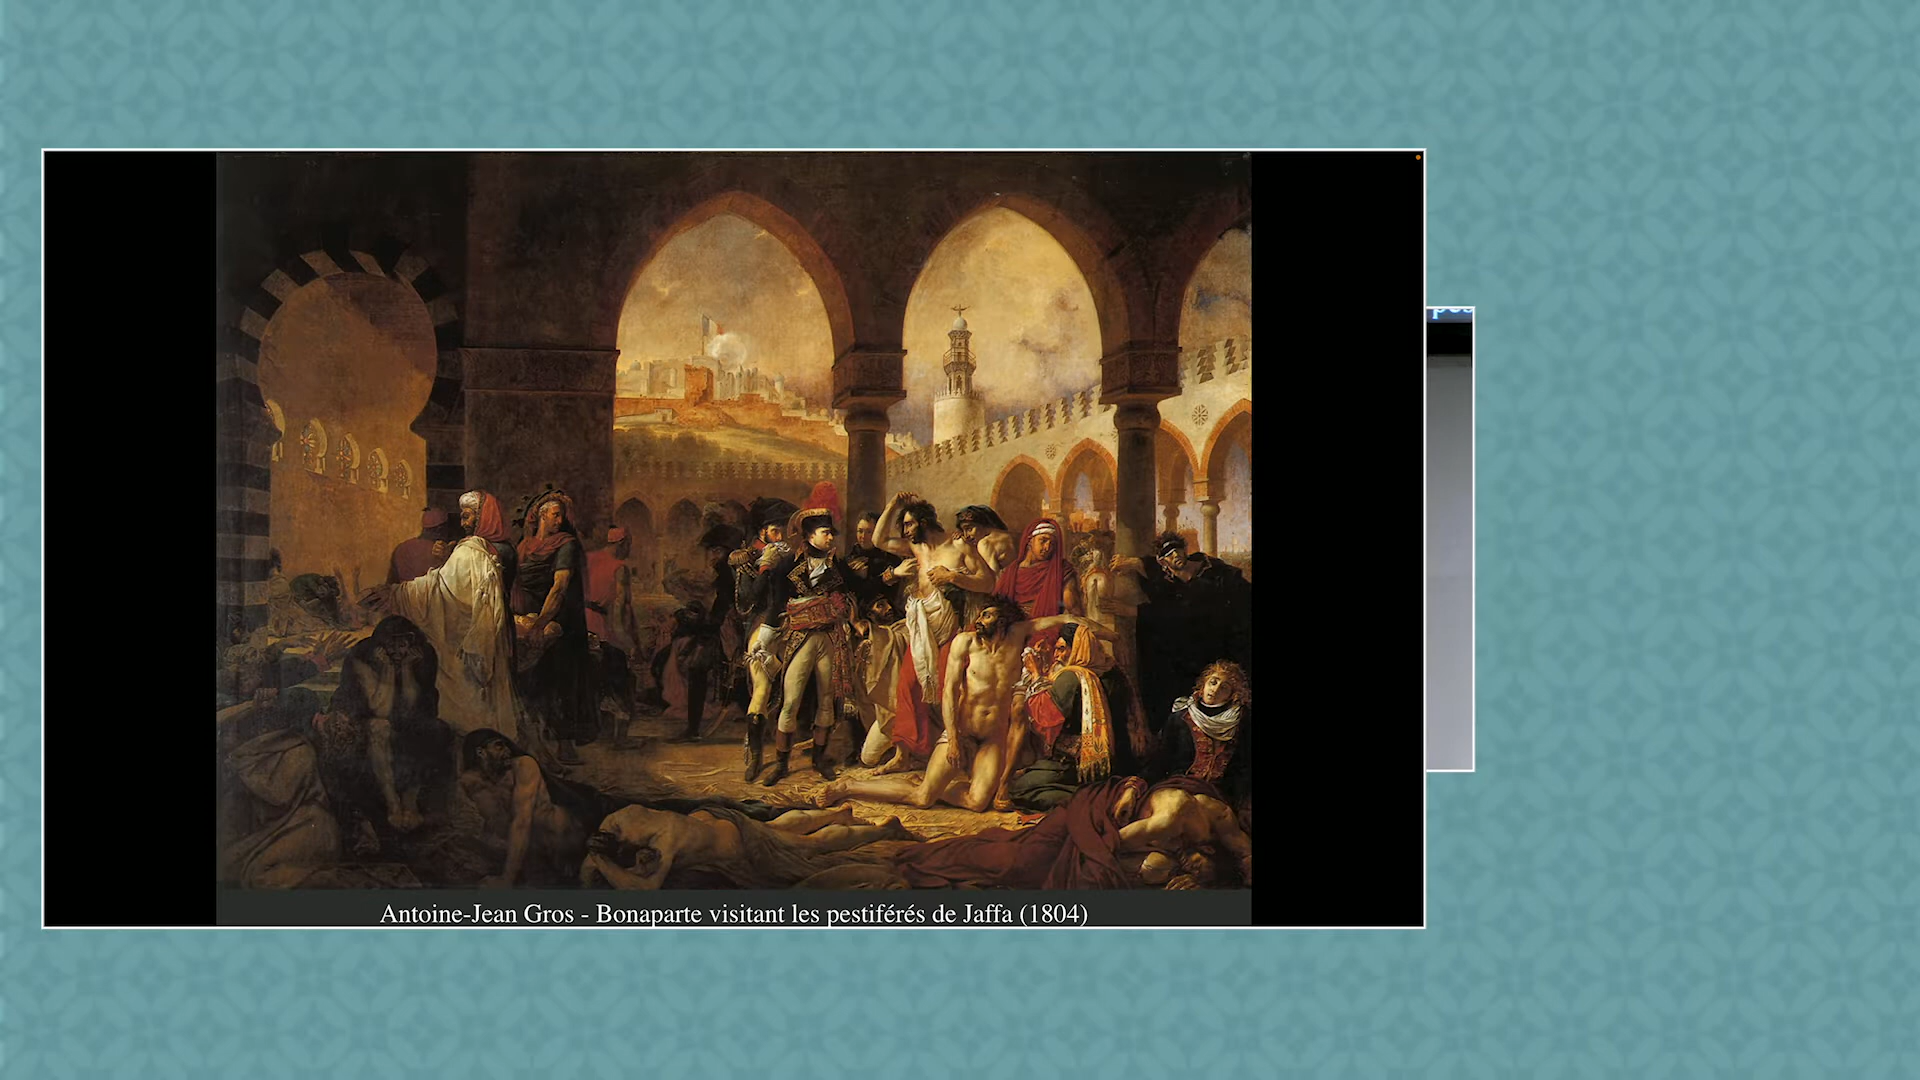 Antoine-Jean Gros - Bonaparte visitant les pestiférés de Jaffa (1804)